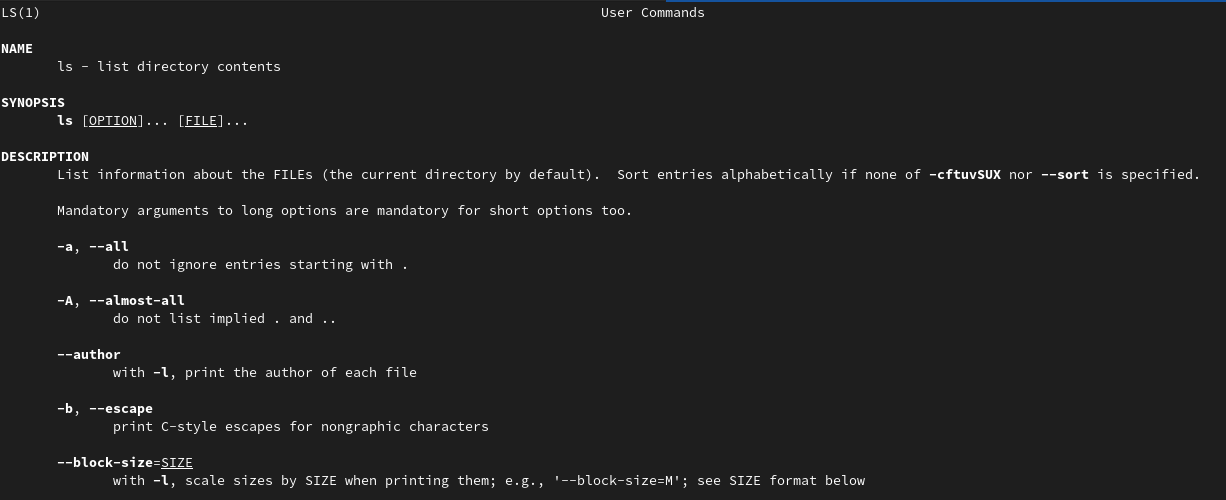 LS(1) User Commands
NAME
ls - list directory contents
SYNOPSIS
ls [OPTION]... [FILE]...
DESCRIPTION
List information about the FILEs (the current directory by default).  Sort entries alphabetically if none of -cftuvSUX nor --sort is specified.
Mandatory arguments to long options are mandatory for short options too.
-a, --all
do not ignore entries starting with .
-A, --almost-all
do not list implied . and ..
--author
with -l, print the author of each file
-b, --escape
print C-style escapes for nongraphic characters
--block-size=SIZE
with -l, scale sizes by SIZE when printing them; e.g., '--block-size=M'; see SIZE format below